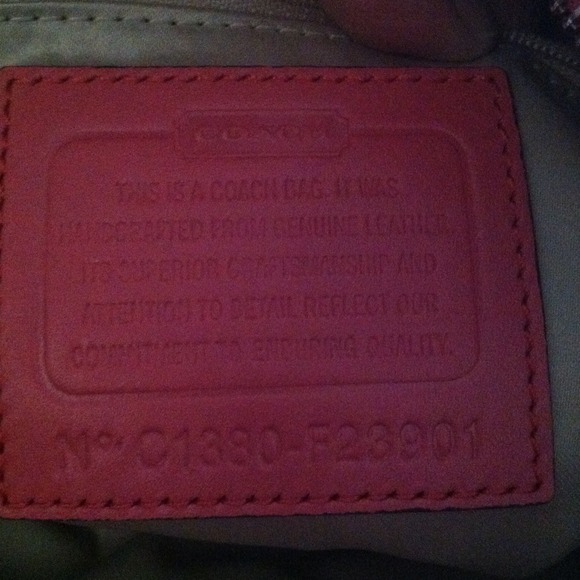 COACH
THIS IS A COACH BAG. IT WAS
HANDCRAFTED FROM GENUINE LEATHER.
ITS SUPERIOR CRAFTSMANSHIP AND
ATTENTION TO DETAIL REFLECT OUR
COMMITMENT TO ENDURING QUALITY.
Nº C1380-F23901